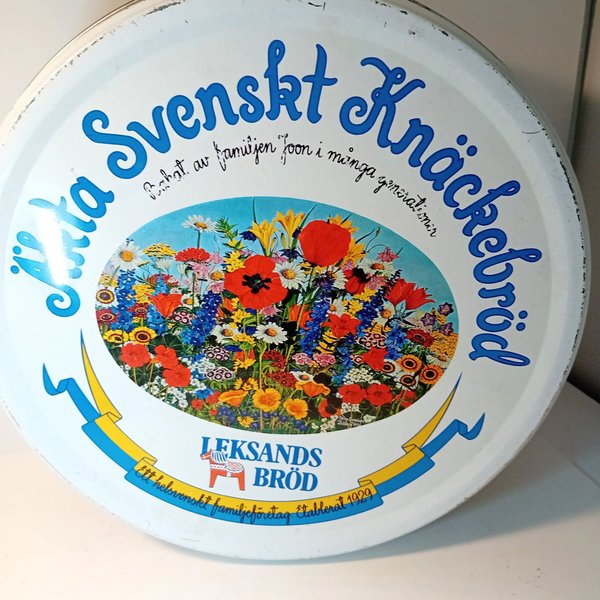 Äkta Svenskt Knäckebröd
Bakat av familjen Joon i många generationer
LEKSANDS
BRÖD
Ett helsvenskt familjeföretag Etablerat 1929